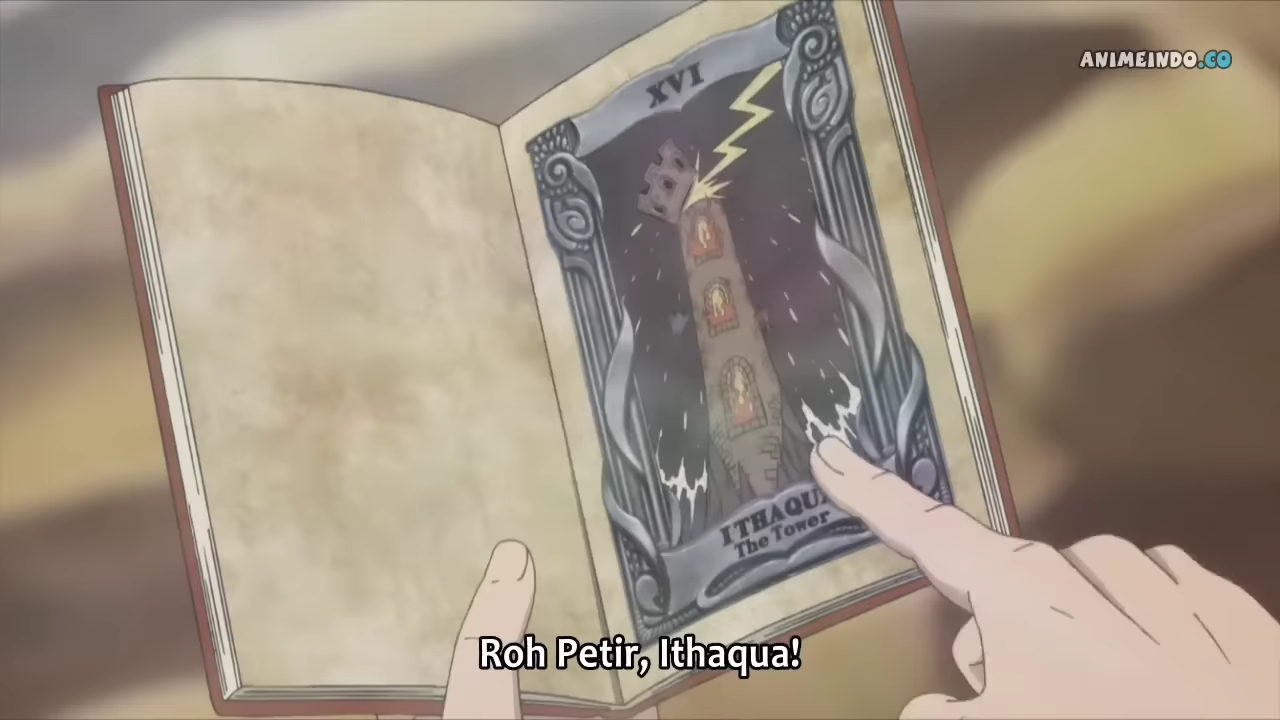 ANIMEINDO.CO
XVI
ITHAQUA
The Tower
Roh Petir, Ithaqua!